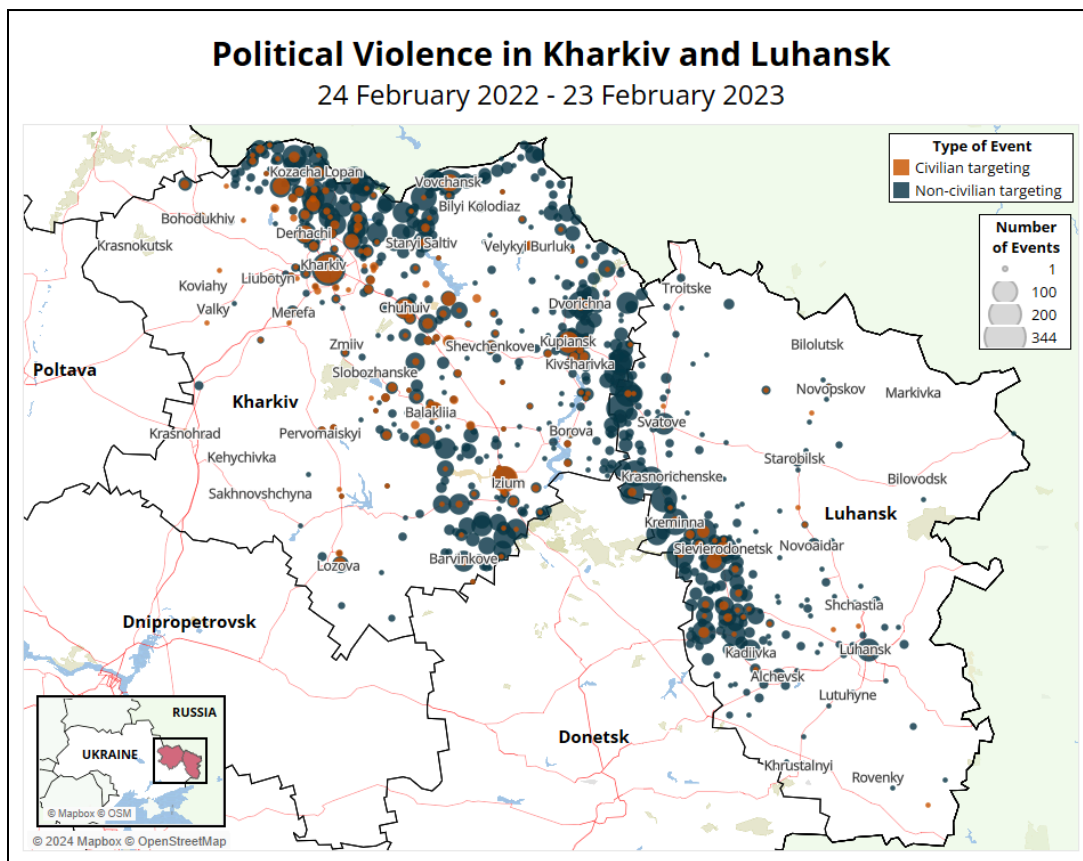 Political Violence in Kharkiv and Luhansk
24 February 2022 - 23 February 2023
Type of Event
Civilian targeting
Non-civilian targeting
Number
of Events
1
100
200
344
Kozacha Lopan
Vovchansk
Bilyi Kolodiaz
Bohodukhiv
Derhachi
Krasnokutsk
Staryi Saltiv
Velykyi Burluk
Kharkiv
Liubotyn
Koviahy
Troitske
Valky
Merefa
Chuhuiv
Dvorichna
Zmiiv
Shevchenkove
Kupiansk
Bilolutsk
Kivsharivka
Poltava
Slobozhanske
Novopskov
Markivka
Kharkiv
Balakliia
Svatove
Krasnohrad
Pervomaiskyi
Borova
Kehychivka
Starobilsk
Izium
Krasnorichenske
Bilovodsk
Sakhnovshchyna
Luhansk
Kreminna
Sievierodonetsk
Novoaidar
Barvinkove
Lozova
Shchastia
Dnipropetrovsk
Kadiivka
Luhansk
Alchevsk
Lutuhyne
Donetsk
Khrustalnyi
Rovenky
RUSSIA
UKRAINE
© Mapbox © OSM
© 2024 Mapbox © OpenStreetMap